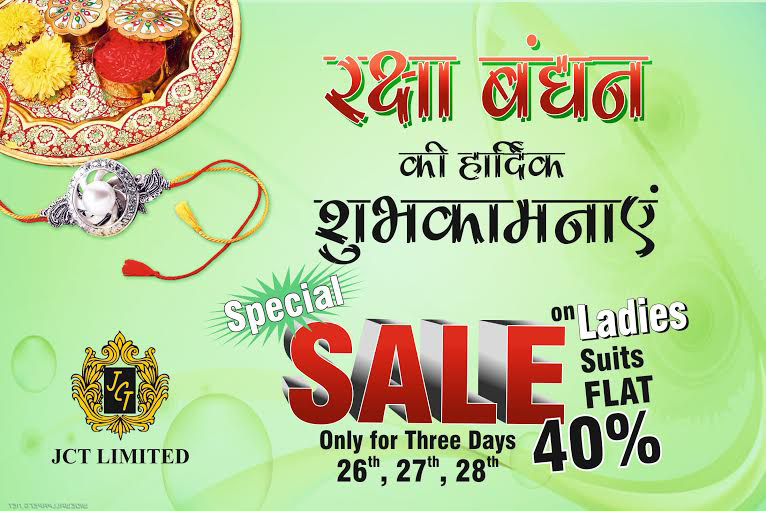 रक्षा बंधन
की हार्दिक
शुभकामनाएं
Special
SALE
on Ladies
Suits
FLAT
40%
Only for Three Days
26th, 27th, 28th
JCT
JCT LIMITED